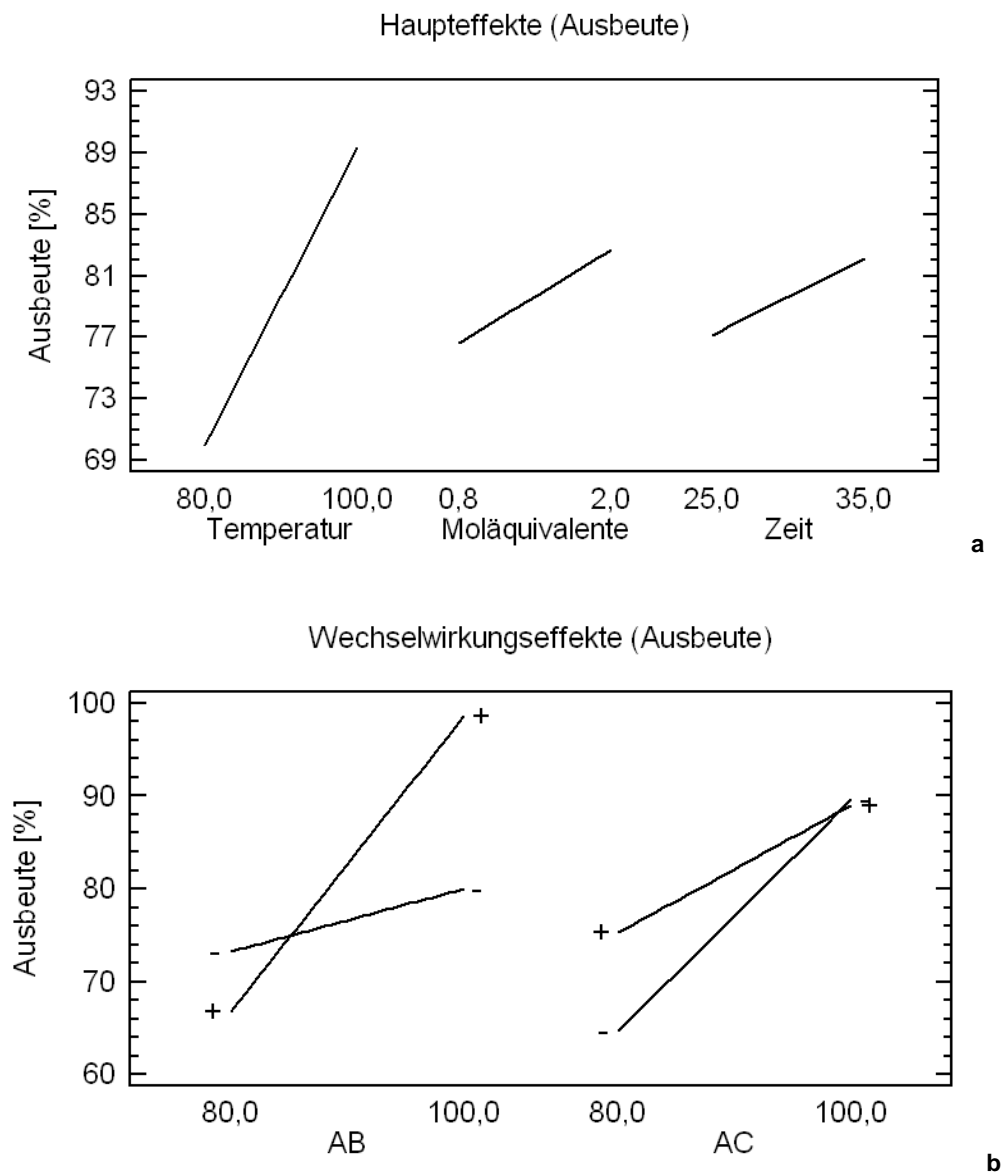 Haupteffekte (Ausbeute)
93
89
85
81
77
73
69
Ausbeute [%]
80,0 100,0 0,8 2,0 25,0 35,0
Temperatur Moläquivalente Zeit
a
Wechselwirkungseffekte (Ausbeute)
100
90
80
70
60
Ausbeute [%]
+ - + -
- + + -
80,0 100,0 80,0 100,0
AB AC
b